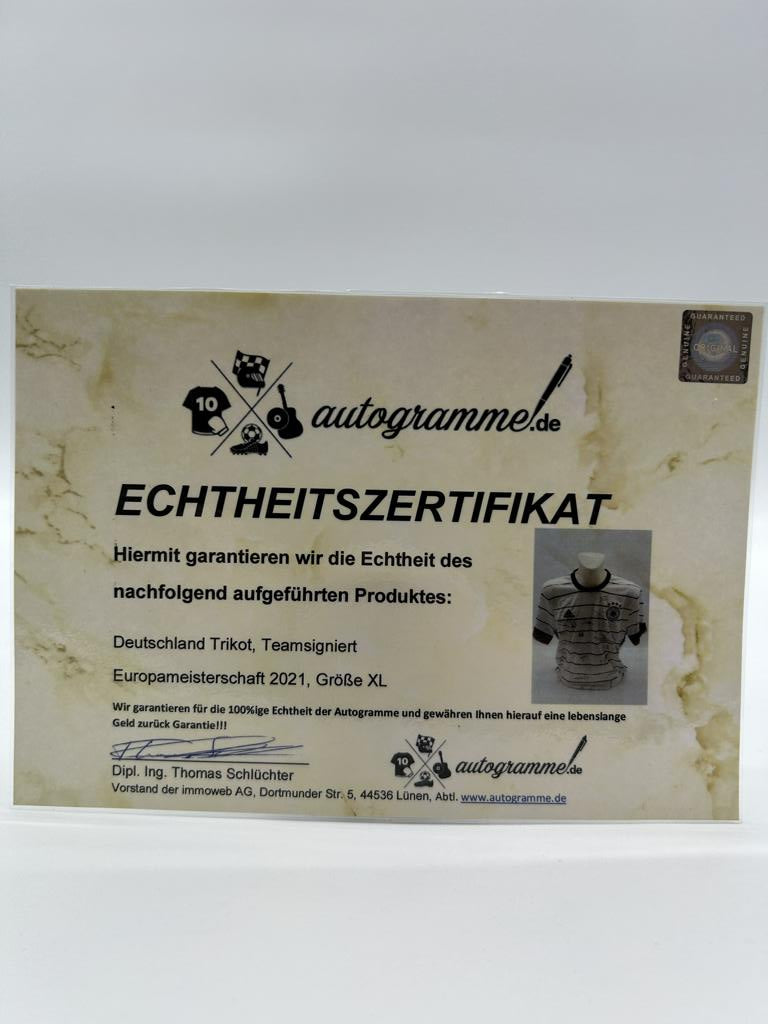 GUARANTEED
GENUINE
ORIGINAL
GENUINE
GUARANTEED
10
autogramme!.de
ECHTHEITSZERTIFIKAT
Hiermit garantieren wir die Echtheit des
nachfolgend aufgeführten Produktes:
Deutschland Trikot, Teamsigniert
Europameisterschaft 2021, Größe XL
Wir garantieren für die 100%ige Echtheit der Autogramme und gewähren Ihnen hierauf eine lebenslange
Geld zurück Garantie!!!
10
autogramme!.de
Dipl. Ing. Thomas Schlüchter
Vorstand der immoweb AG, Dortmunder Str. 5, 44536 Lünen, Abtl. www.autogramme.de